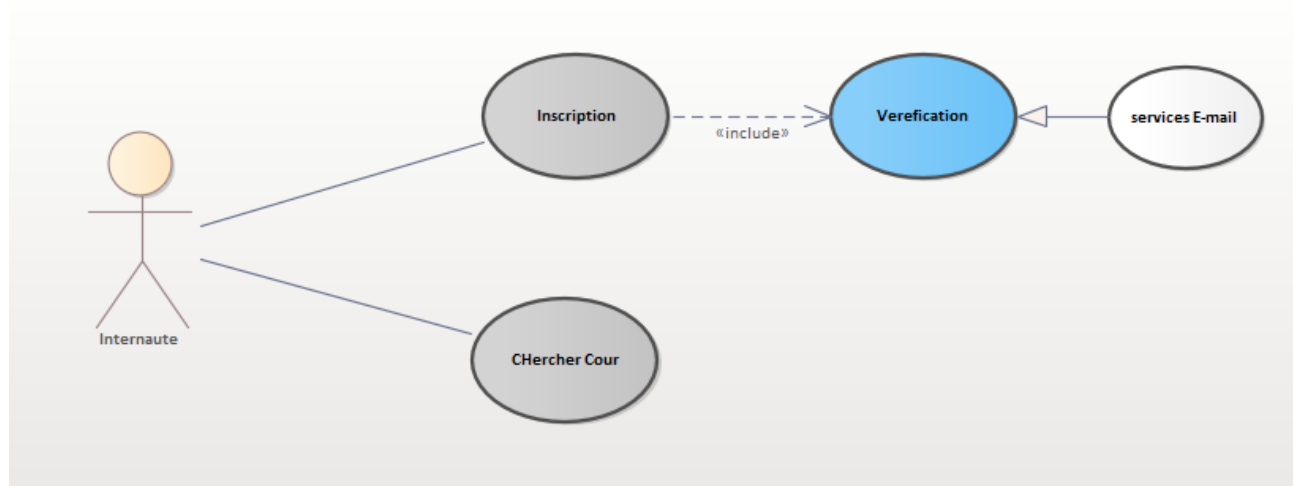 Inscription
«include»
Verefication
services E-mail
Internaute
CHercher Cour